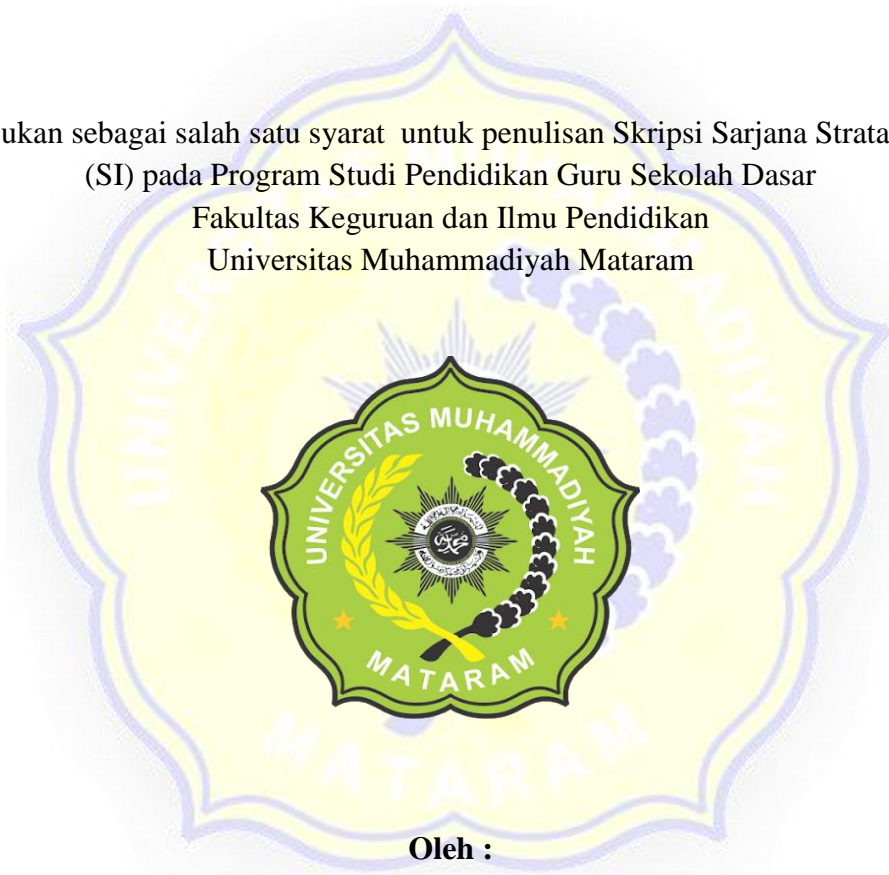 ukan sebagai salah satu syarat untuk penulisan Skripsi Sarjana Strata
(SI) pada Program Studi Pendidikan Guru Sekolah Dasar
Fakultas Keguruan dan Ilmu Pendidikan
Universitas Muhammadiyah Mataram
UNIVERSITAS MUHAMMADIYAH
MATARAM
Oleh :